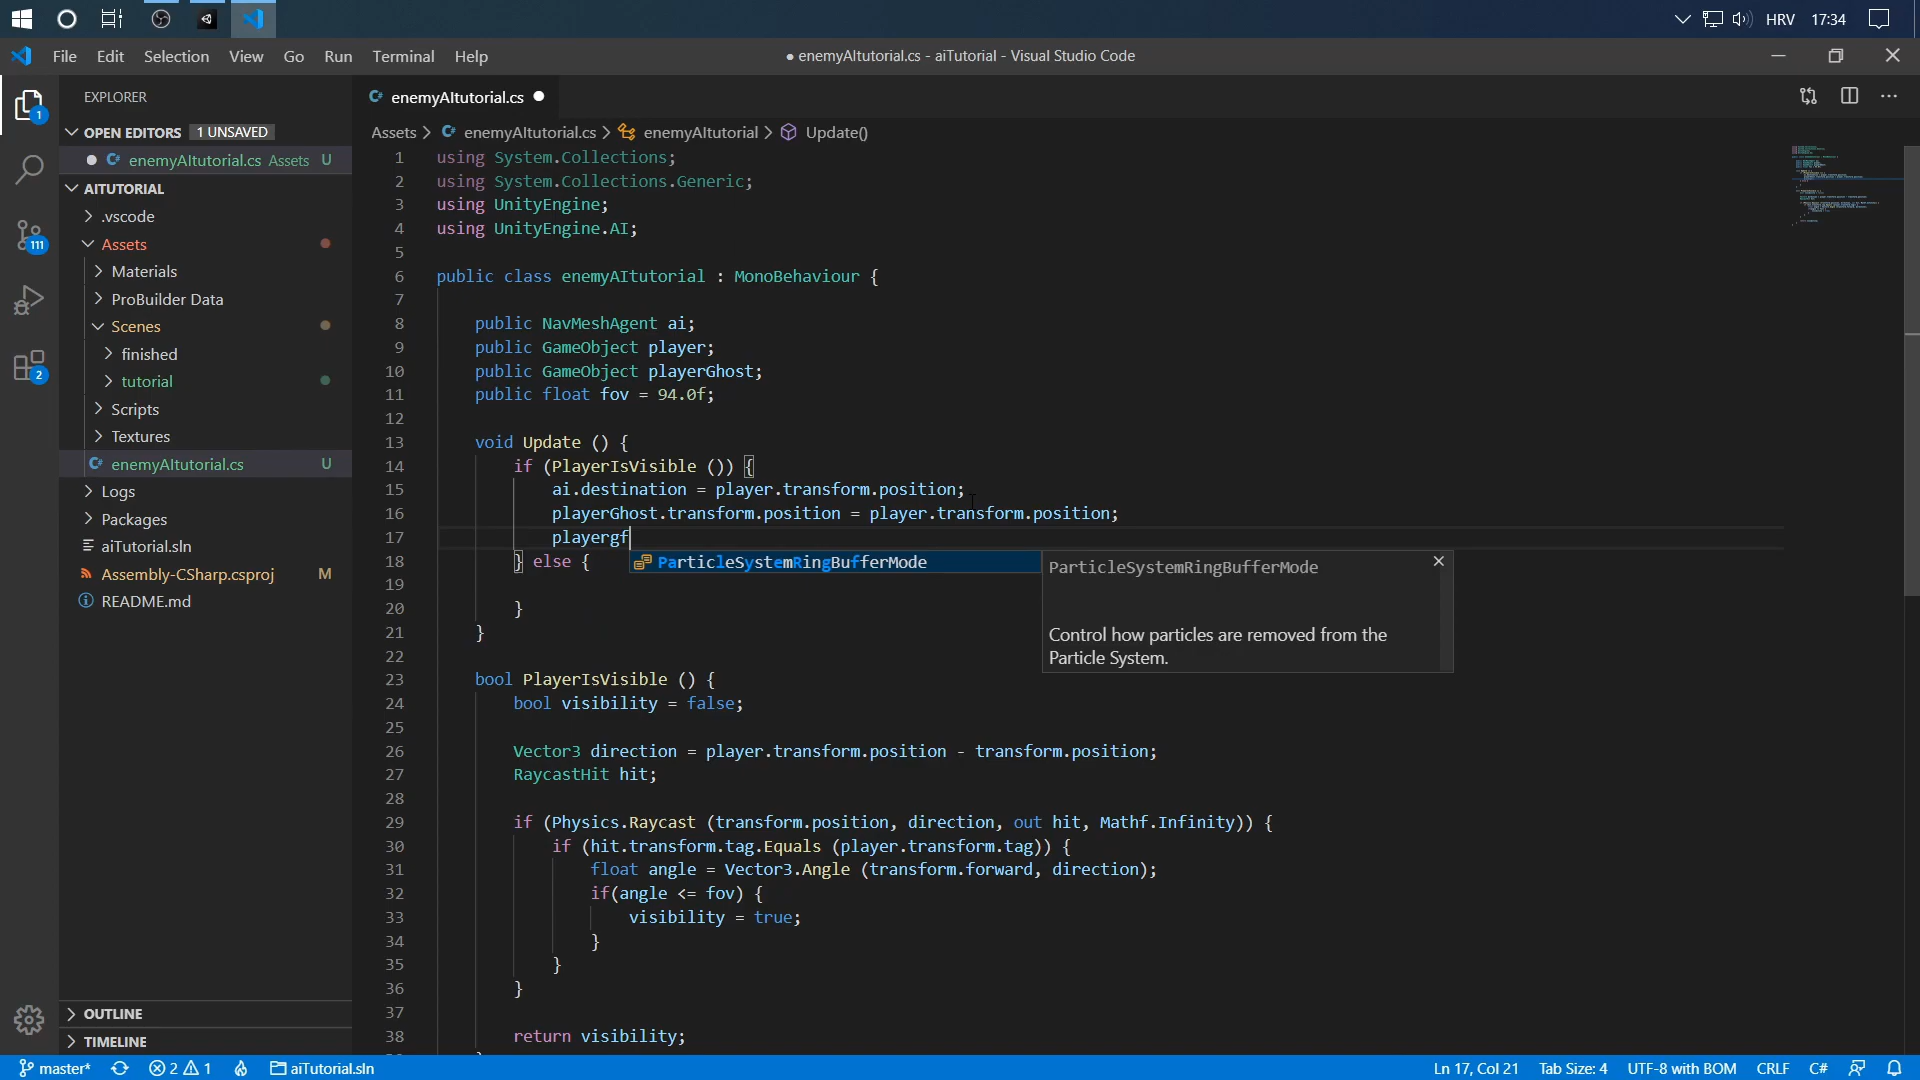 HRV 17:34
File Edit Selection View Go Run Terminal Help ● enemyAItutorial.cs - aiTutorial - Visual Studio Code
EXPLORER
OPEN EDITORS 1 UNSAVED
enemyAItutorial.cs Assets U
AITUTORIAL
.vscode
Assets
Materials
ProBuilder Data
Scenes
finished
tutorial
Scripts
Textures
enemyAItutorial.cs U
Logs
Packages
aiTutorial.sln
Assembly-CSharp.csproj M
README.md
OUTLINE
TIMELINE
1
111
2
C# enemyAItutorial.cs ●
Assets > enemyAItutorial.cs > enemyAItutorial > Update()
1 using System.Collections;
2 using System.Collections.Generic;
3 using UnityEngine;
4 using UnityEngine.AI;
5
6 public class enemyAItutorial : MonoBehaviour {
7
8 public NavMeshAgent ai;
9 public GameObject player;
10 public GameObject playerGhost;
11 public float fov = 94.0f;
12
13 void Update () {
14 if (PlayerIsVisible ()) {
15 ai.destination = player.transform.position;
16 playerGhost.transform.position = player.transform.position;
17 playergf
18 } else {
19
20 }
21 }
22
23 bool PlayerIsVisible () {
24 bool visibility = false;
25
26 Vector3 direction = player.transform.position - transform.position;
27 RaycastHit hit;
28
29 if (Physics.Raycast (transform.position, direction, out hit, Mathf.Infinity)) {
30 if (hit.transform.tag.Equals (player.transform.tag)) {
31 float angle = Vector3.Angle (transform.forward, direction);
32 if(angle <= fov) {
33 visibility = true;
34 }
35 }
36 }
37
38 return visibility;
ParticleSystemRingBufferMode
ParticleSystemRingBufferMode
Control how particles are removed from the
Particle System.
master* 2 1 aiTutorial.sln Ln 17, Col 21 Tab Size: 4 UTF-8 with BOM CRLF C#